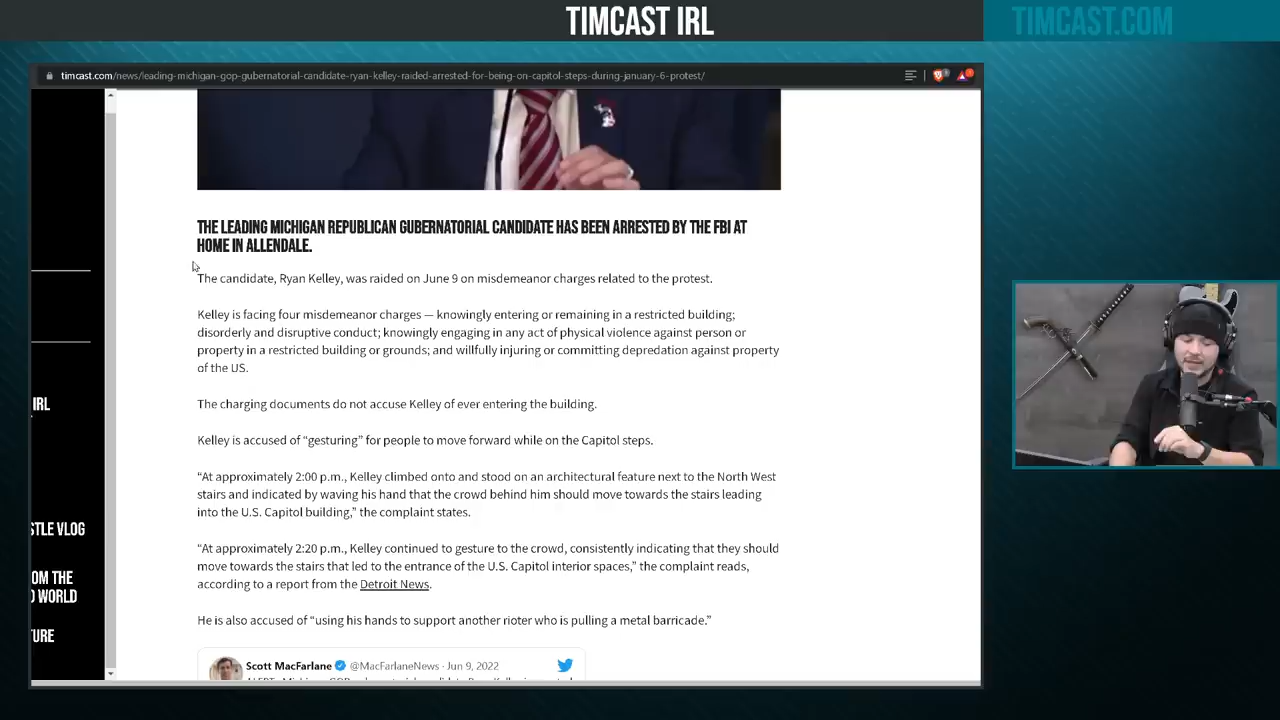 TIMCAST IRL
TIMCAST.COM
timcast.com/news/leading-michigan-gop-gubernatorial-candidate-ryan-kelley-raided-arrested-for-being-on-capitol-steps-during-january-6-protest/
THE LEADING MICHIGAN REPUBLICAN GUBERNATORIAL CANDIDATE HAS BEEN ARRESTED BY THE FBI AT
HOME IN ALLENDALE.
The candidate, Ryan Kelley, was raided on June 9 on misdemeanor charges related to the protest.
Kelley is facing four misdemeanor charges — knowingly entering or remaining in a restricted building;
disorderly and disruptive conduct; knowingly engaging in any act of physical violence against person or
property in a restricted building or grounds; and willfully injuring or committing depredation against property
of the US.
The charging documents do not accuse Kelley of ever entering the building.
Kelley is accused of “gesturing” for people to move forward while on the Capitol steps.
“At approximately 2:00 p.m., Kelley climbed onto and stood on an architectural feature next to the North West
stairs and indicated by waving his hand that the crowd behind him should move towards the stairs leading
into the U.S. Capitol building,” the complaint states.
“At approximately 2:20 p.m., Kelley continued to gesture to the crowd, consistently indicating that they should
move towards the stairs that led to the entrance of the U.S. Capitol interior spaces,” the complaint reads,
according to a report from the Detroit News.
He is also accused of “using his hands to support another rioter who is pulling a metal barricade.”
Scott MacFarlane @MacFarlaneNews · Jun 9, 2022
IRL
STLE VLOG
OM THE
D WORLD
TURE